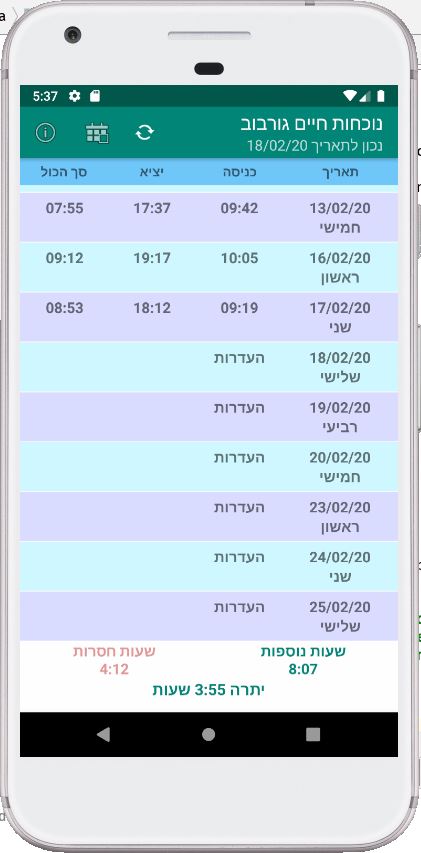 5:37
נוכחות חיים גורבוב
נכון לתאריך 18/02/20
תאריך כניסה יציא סך הכול
13/02/20 09:42 17:37 07:55
חמישי
16/02/20 10:05 19:17 09:12
ראשון
17/02/20 09:19 18:12 08:53
שני
18/02/20 העדרות
שלישי
19/02/20 העדרות
רביעי
20/02/20 העדרות
חמישי
23/02/20 העדרות
ראשון
24/02/20 העדרות
שני
25/02/20 העדרות
שלישי
שעות נוספות שעות חסרות
8:07 4:12
יתרה 3:55 שעות